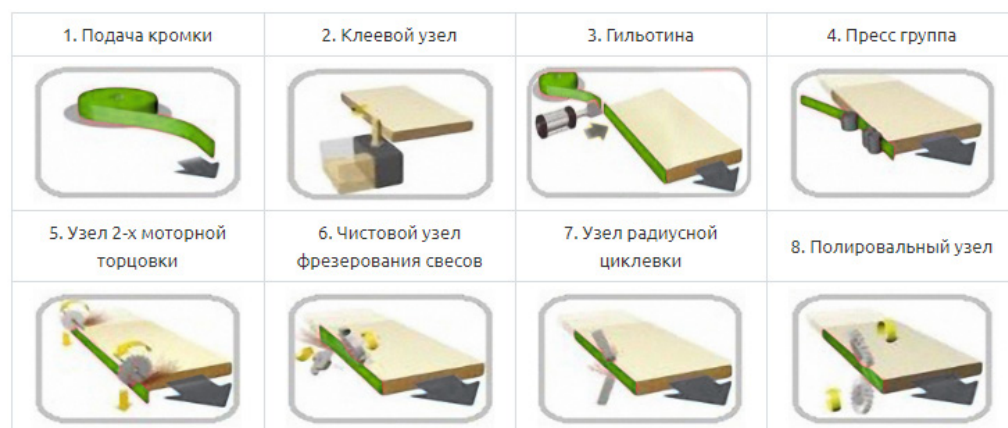 1. Подача кромки
2. Клеевой узел
3. Гильотина
4. Пресс группа
5. Узел 2-х моторной
торцовки
6. Чистовой узел
фрезерования свесов
7. Узел радиусной
циклевки
8. Полировальный узел